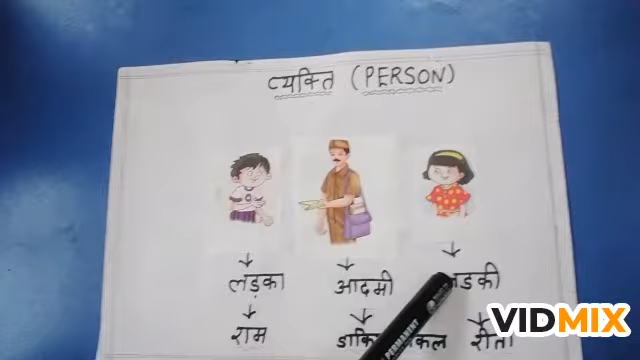 व्यक्ति (PERSON)
लड़का आदमी
राम रीता
PERMANENT
VIDMIX